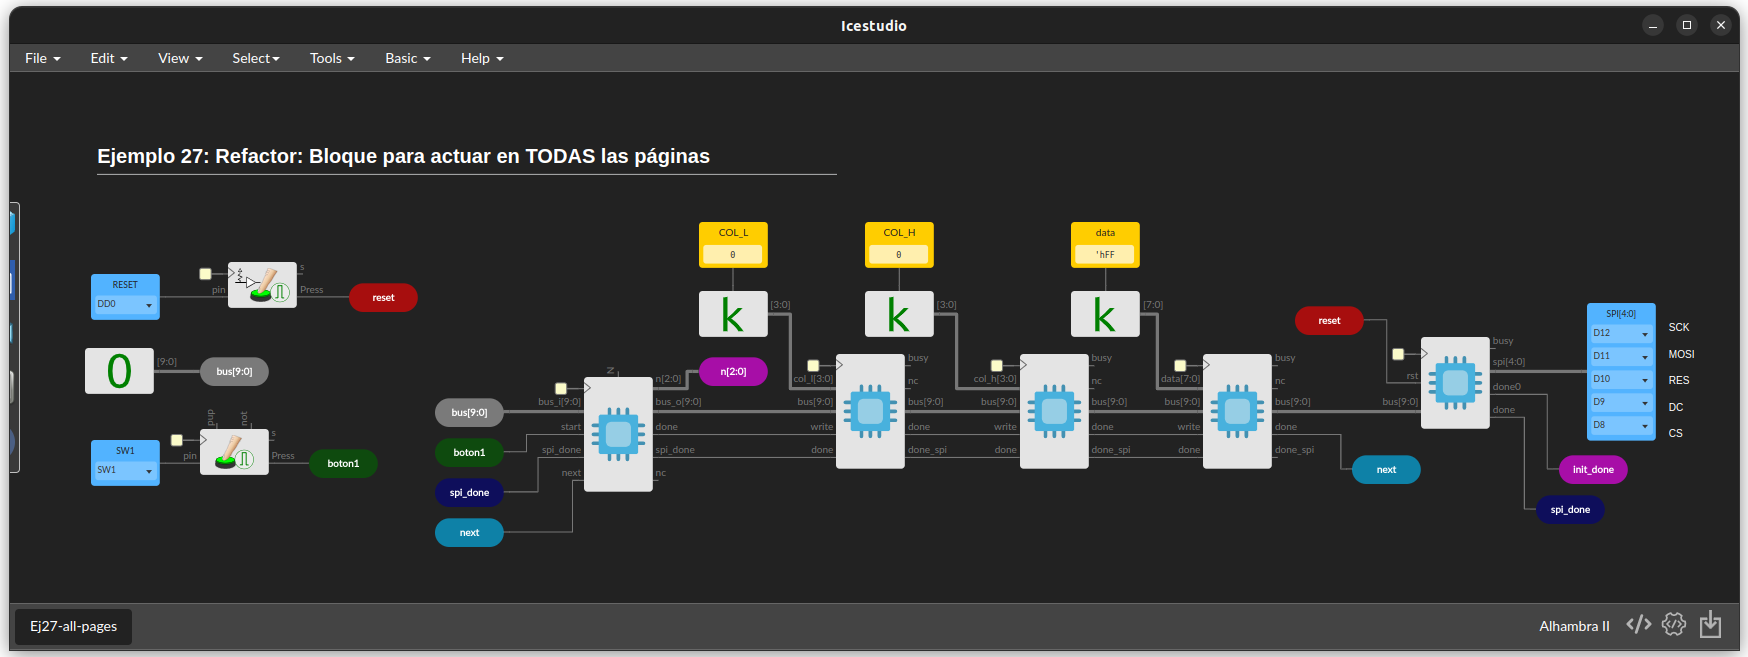 Icestudio
File Edit View Select Tools Basic Help
Ejemplo 27: Refactor: Bloque para actuar en TODAS las páginas
COL_L
0
COL_H
0
data
'hFF
k [3:0]
k [3:0]
k [7:0]
RESET
DD0
pin
s
Press
reset
0
[9:0]
bus[9:0]
SW1
SW1
pup
not
pin
s
Press
boton1
bus[9:0]
boton1
spi_done
next
N
bus_i[9:0]
start
spi_done
next
n[2:0]
bus_o[9:0]
done
spi_done
nc
n[2:0]
col_l[3:0]
bus[9:0]
write
done
busy
nc
bus[9:0]
done
done_spi
col_h[3:0]
bus[9:0]
write
done
busy
nc
bus[9:0]
done
done_spi
data[7:0]
bus[9:0]
write
done
busy
nc
bus[9:0]
done
done_spi
next
reset
rst
bus[9:0]
busy
spi[4:0]
done0
done
SPI[4:0]
D12 SCK
D11 MOSI
D10 RES
D9 DC
D8 CS
init_done
spi_done
Ej27-all-pages
Alhambra II